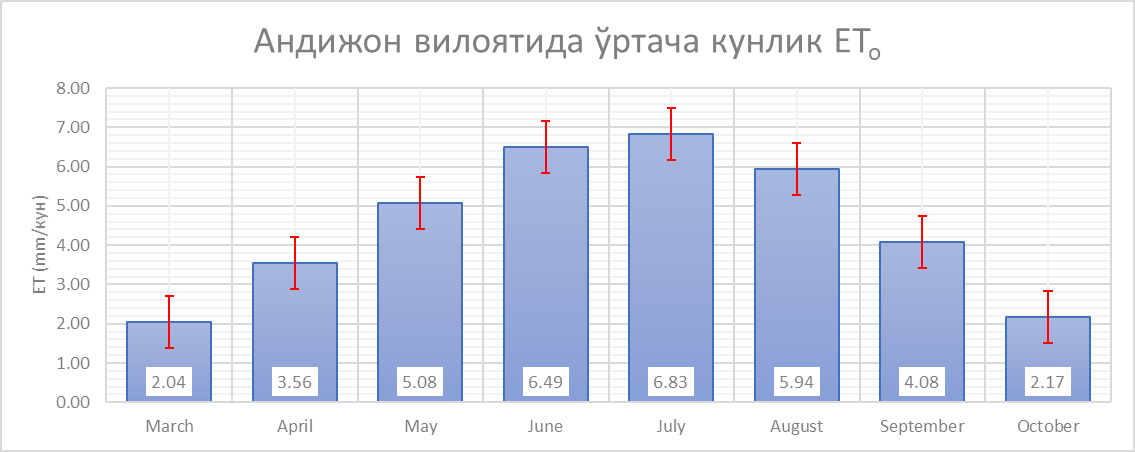 Андижон вилоятида ўртача кунлик ETo
8.00
7.00
6.00
5.00
4.00
3.00
2.00
1.00
0.00
ET (mm/кун)
2.04 3.56 5.08 6.49 6.83 5.94 4.08 2.17
March April May June July August September October